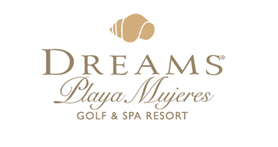 DREAMS®
Playa Mujeres
GOLF & SPA RESORT